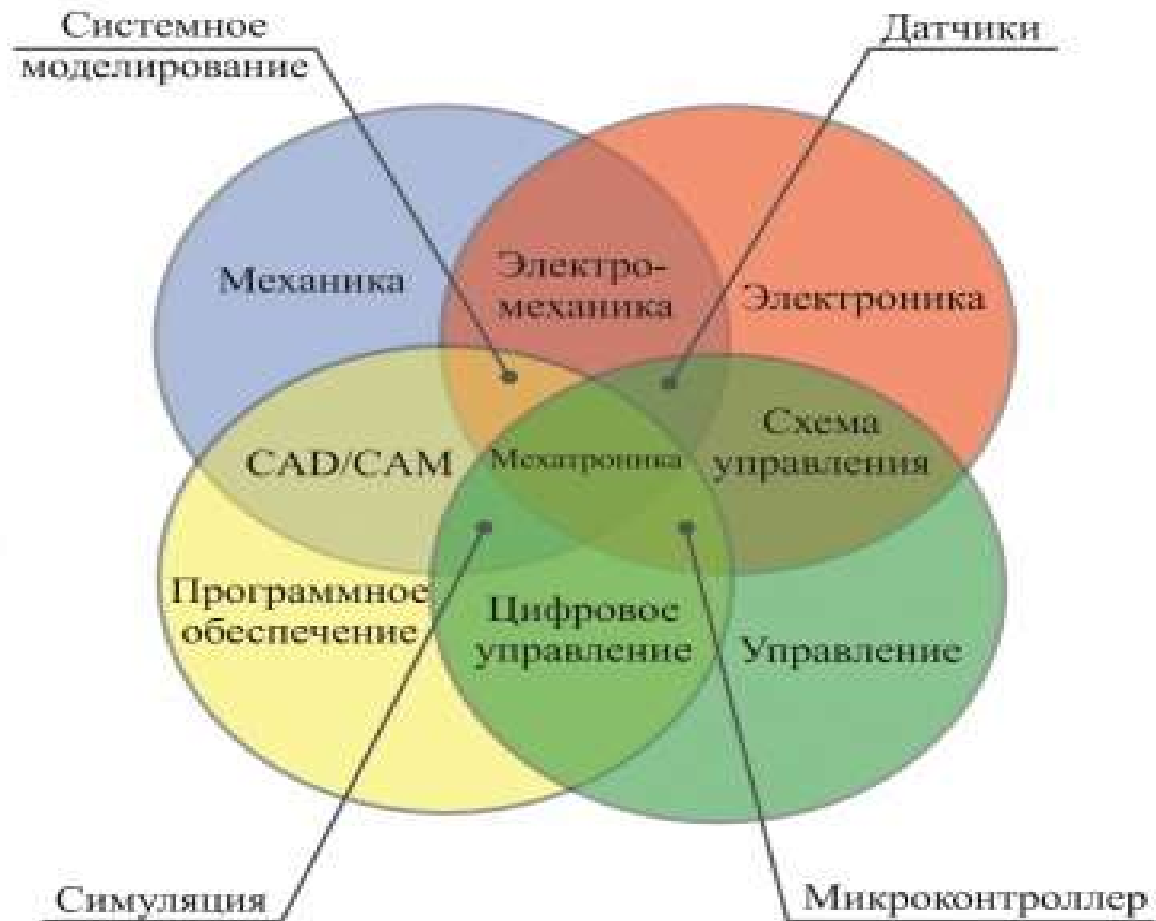 Системное
моделирование
Датчики
Механика
Электро-
механика
Электроника
CAD/CAM
Мехатроника
Схема
управления
Программное
обеспечение
Цифровое
управление
Управление
Симуляция
Микроконтроллер